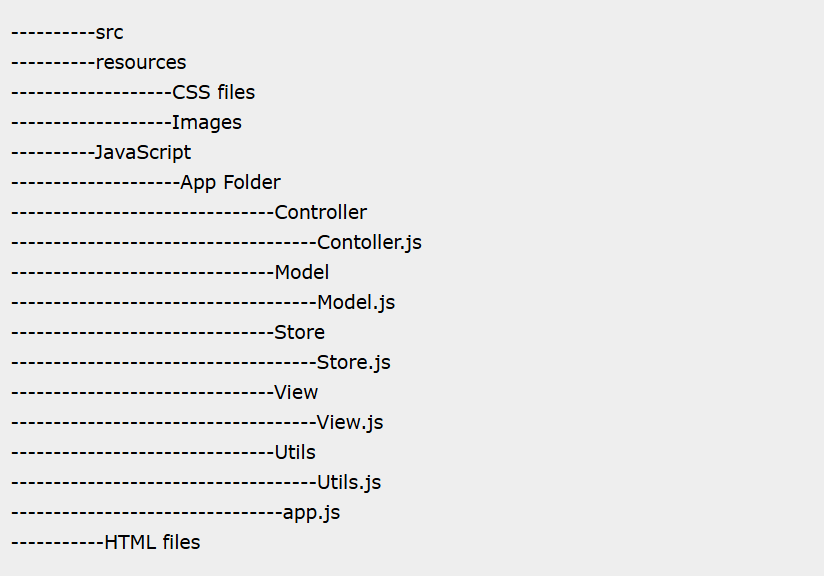 ----------src
----------resources
-------------------CSS files
-------------------Images
----------JavaScript
--------------------App Folder
-------------------------------Controller
------------------------------------Contoller.js
-------------------------------Model
------------------------------------Model.js
-------------------------------Store
------------------------------------Store.js
-------------------------------View
------------------------------------View.js
-------------------------------Utils
------------------------------------Utils.js
--------------------------------app.js
-----------HTML files